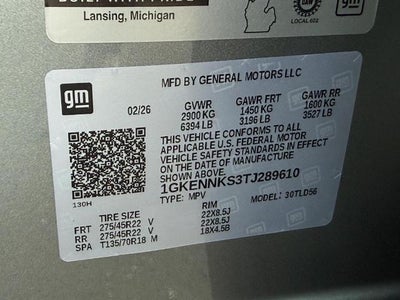 Lansing, Michigan
LOCAL 602
gm
MFD BY GENERAL MOTORS LLC
02/26 GVWR GAWR FRT GAWR RR
2900 KG 1450 KG 1600 KG
6394 LB 3196 LB 3527 LB
THIS VEHICLE CONFORMS TO ALL
APPLICABLE U.S. FEDERAL MOTOR
VEHICLE SAFETY STANDARDS IN EFFECT
ON THE DATE OF MANUFACTURE
1GKENNKS3TJ289610
130H
TYPE: MPV MODEL: 30TLD56
TIRE SIZE RIM
FRT 275/45R22 V 22X8.5J
RR 275/45R22 V 22X8.5J
SPA T135/70R18 M 18X4.5B